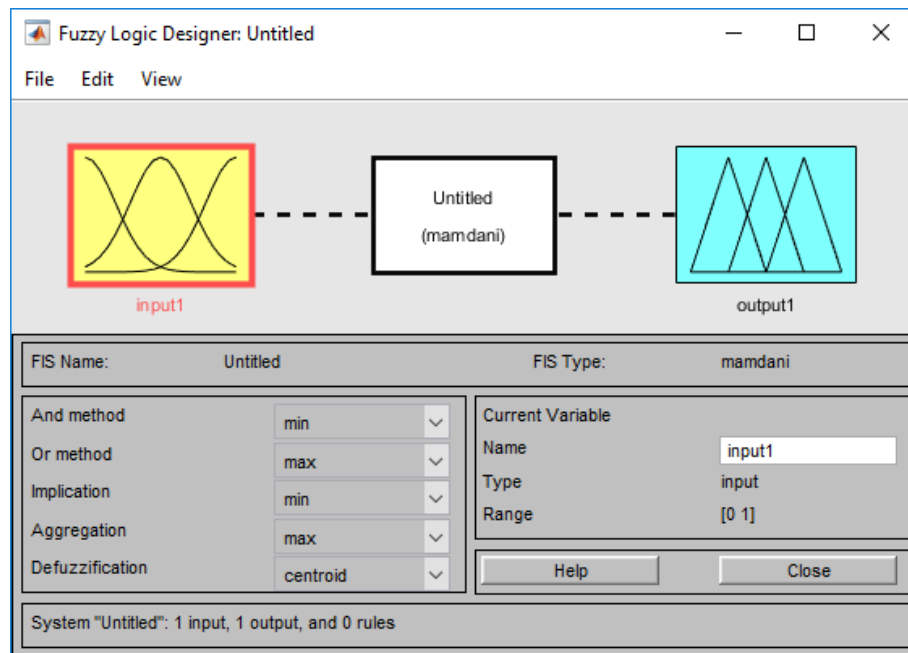 Fuzzy Logic Designer: Untitled
File Edit View
Untitled
(mamdani)
input1
output1
FIS Name: Untitled FIS Type: mamdani
And method min
Or method max
Implication min
Aggregation max
Defuzzification centroid
Current Variable
Name input1
Type input
Range [0 1]
Help Close
System "Untitled": 1 input, 1 output, and 0 rules